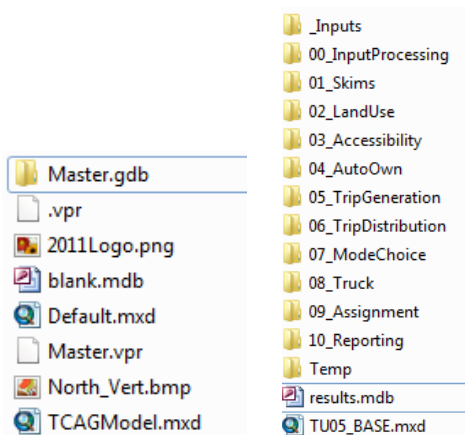 Master.gdb
.vpr
2011Logo.png
blank.mdb
Default.mxd
Master.vpr
North_Vert.bmp
TCAGModel.mxd
_Inputs
00_InputProcessing
01_Skims
02_LandUse
03_Accessibility
04_AutoOwn
05_TripGeneration
06_TripDistribution
07_ModeChoice
08_Truck
09_Assignment
10_Reporting
Temp
results.mdb
TU05_BASE.mxd